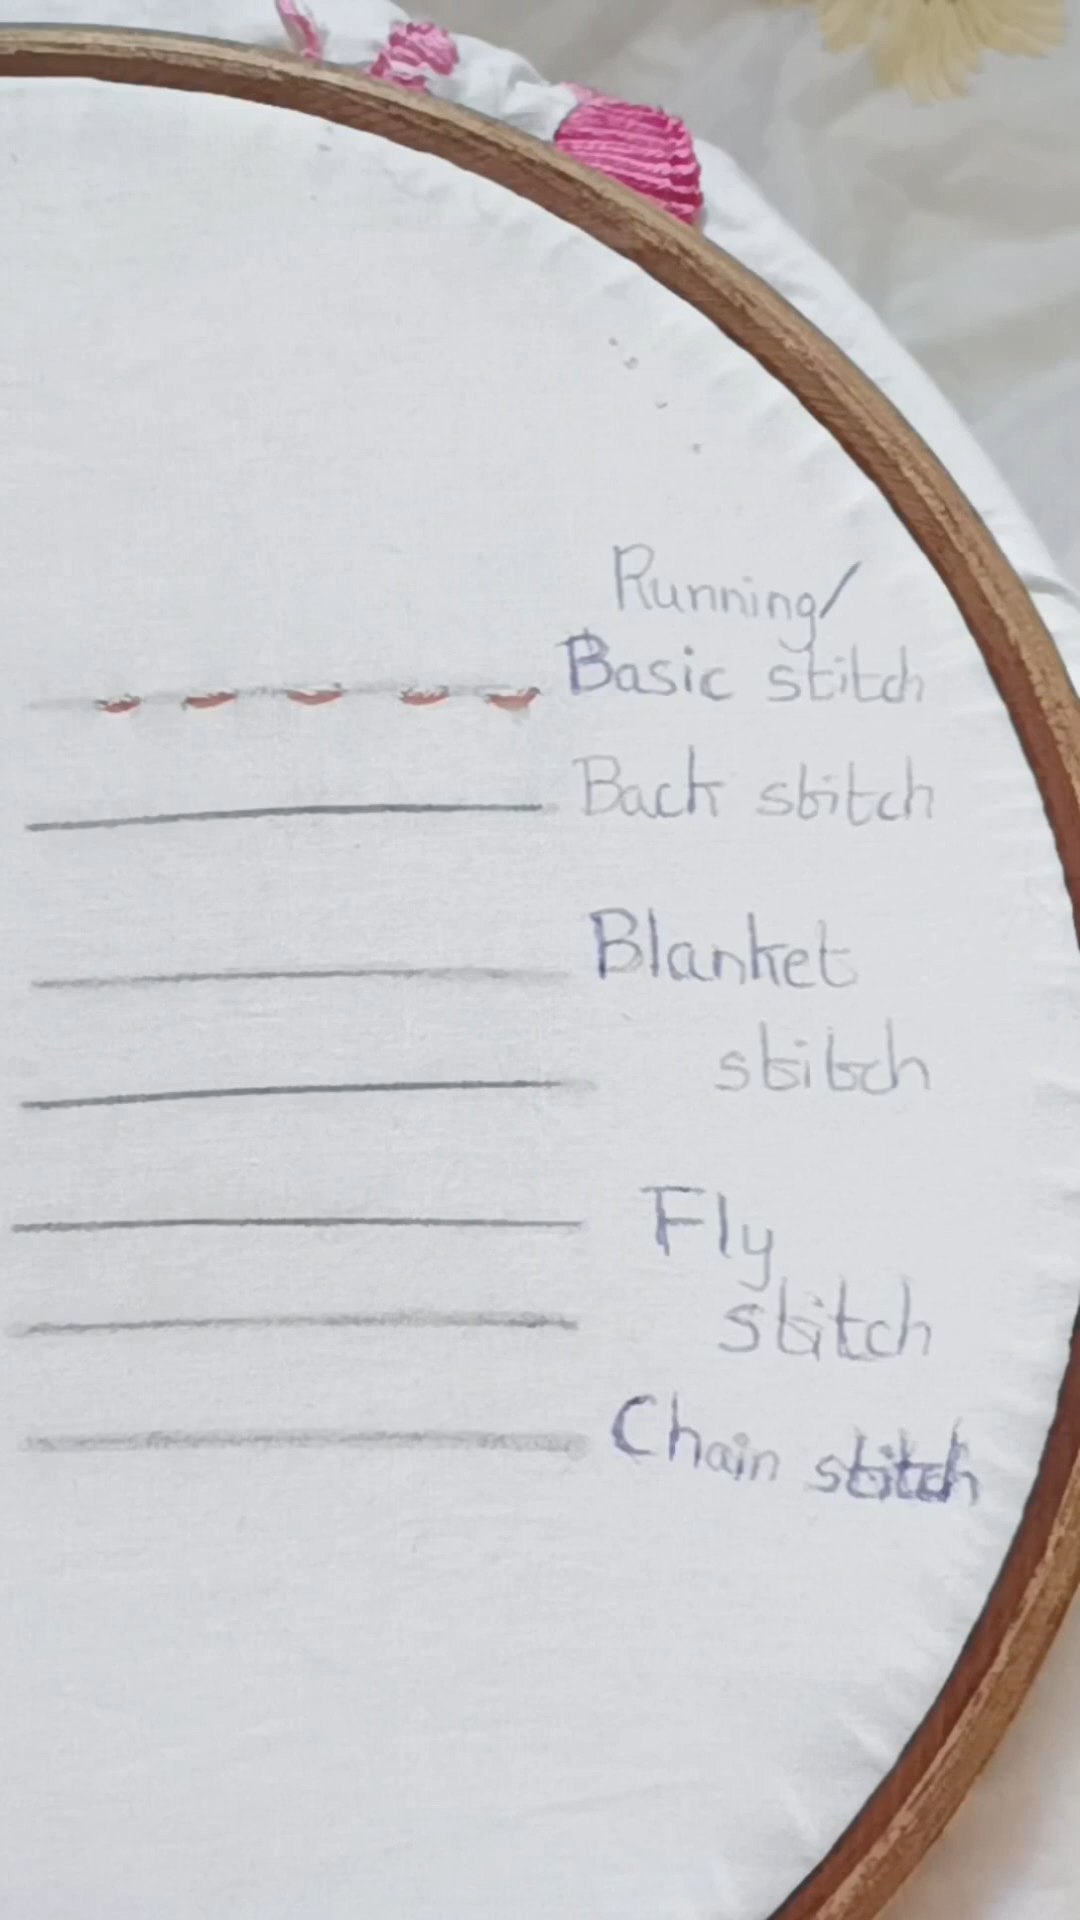 Running/
Basic stitch
Back stitch
Blanket
stitch
Fly
stitch
Chain stitch